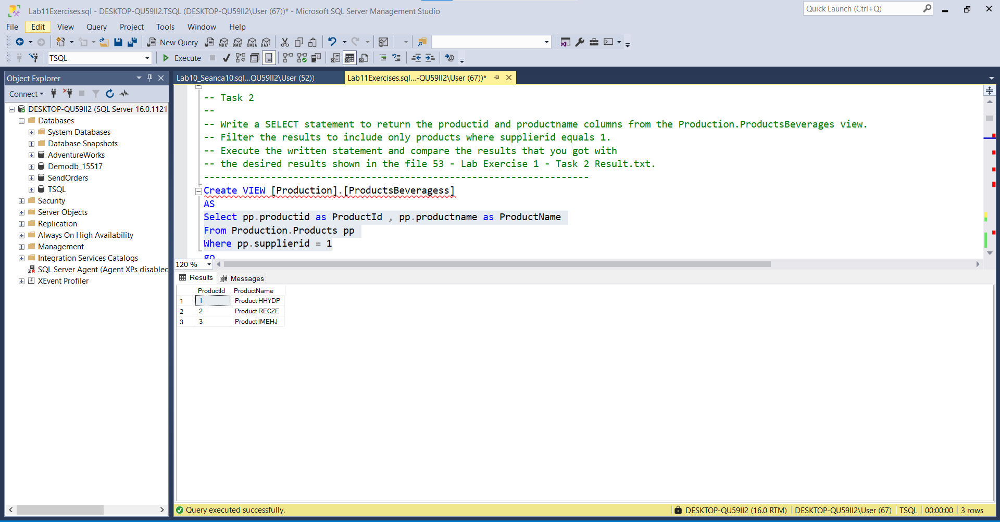 Lab11Exercises.sql - DESKTOP-QU59II2.TSQL (DESKTOP-QU59II2\User (67))* - Microsoft SQL Server Management Studio
Quick Launch (Ctrl+Q)
File Edit View Query Project Tools Window Help
New Query MDX DMX XMLA DAX
TSQL Execute
Object Explorer
Connect
DESKTOP-QU59II2 (SQL Server 16.0.1121
Databases
System Databases
Database Snapshots
AdventureWorks
Demodb_15517
SendOrders
TSQL
Security
Server Objects
Replication
Always On High Availability
Management
Integration Services Catalogs
SQL Server Agent (Agent XPs disablec
XEvent Profiler
Lab10_Seanca10.sql...QU59II2\User (52))
Lab11Exercises.sql...-QU59II2\User (67))*
-- Task 2
--
-- Write a SELECT statement to return the productid and productname columns from the Production.ProductsBeverages view.
-- Filter the results to include only products where supplierid equals 1.
-- Execute the written statement and compare the results that you got with
-- the desired results shown in the file 53 - Lab Exercise 1 - Task 2 Result.txt.
---------------------------------------------------------------------
Create VIEW [Production].[ProductsBeveragess]
AS
Select pp.productid as ProductId , pp.productname as ProductName
From Production.Products pp
Where pp.supplierid = 1
go
120 %
Results Messages
ProductId ProductName
1 1 Product HHYDP
2 2 Product RECZE
3 3 Product IMEHJ
Query executed successfully.
DESKTOP-QU59II2 (16.0 RTM) DESKTOP-QU59II2\User (67) TSQL 00:00:00 3 rows